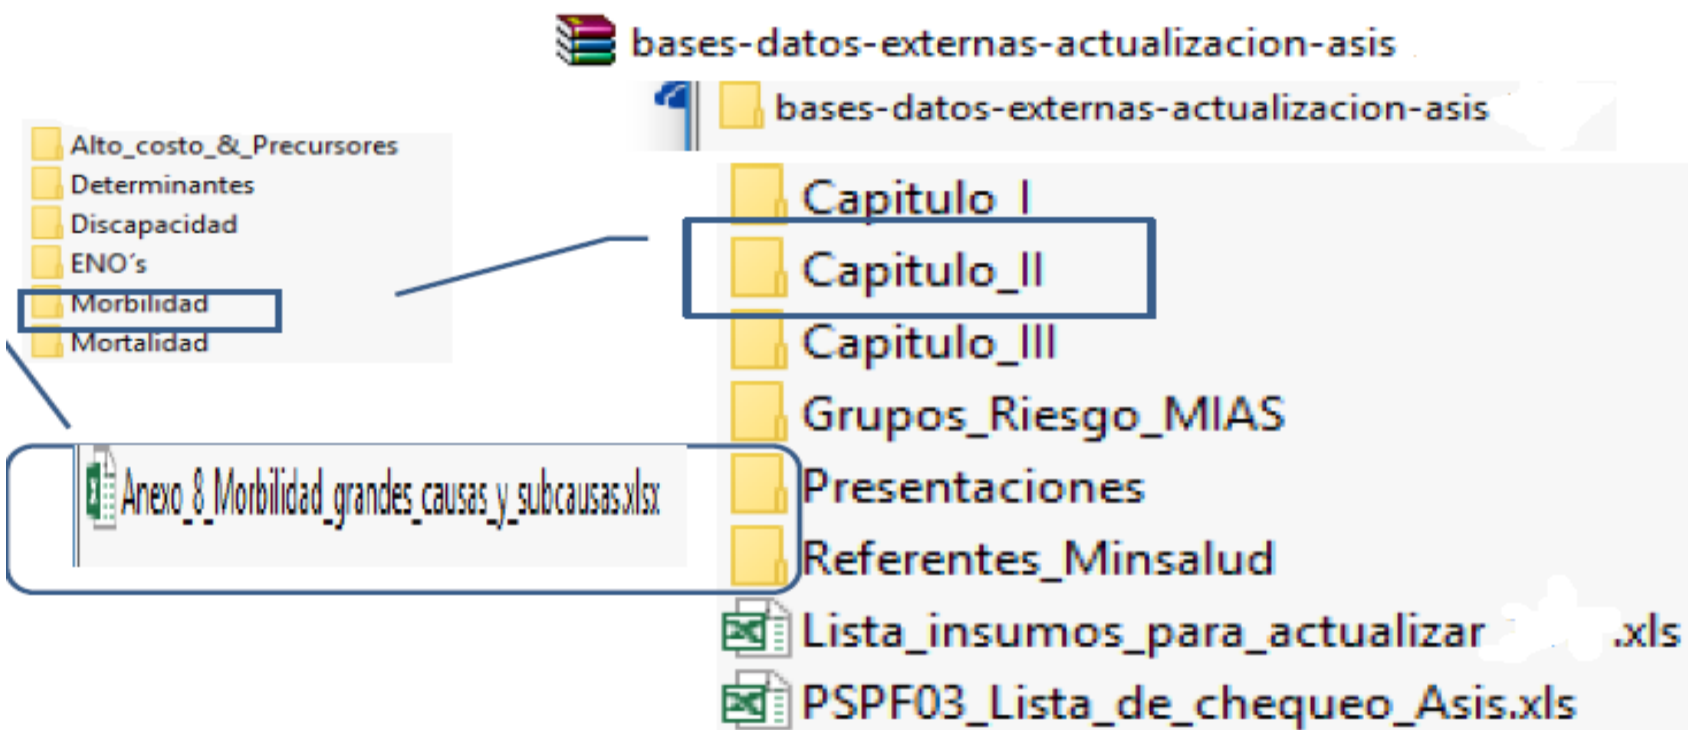 bases-datos-externas-actualizacion-asis
bases-datos-externas-actualizacion-asis
Alto_costo_&_Precursores
Determinantes
Discapacidad
ENO´s
Morbilidad
Mortalidad
Anexo_8_Morbilidad_grandes_causas_y_subcausas.xlsx
Capitulo_I
Capitulo_II
Capitulo_III
Grupos_Riesgo_MIAS
Presentaciones
Referentes_Minsalud
Lista_insumos_para_actualizar .xls
PSPF03_Lista_de_chequeo_Asis.xls